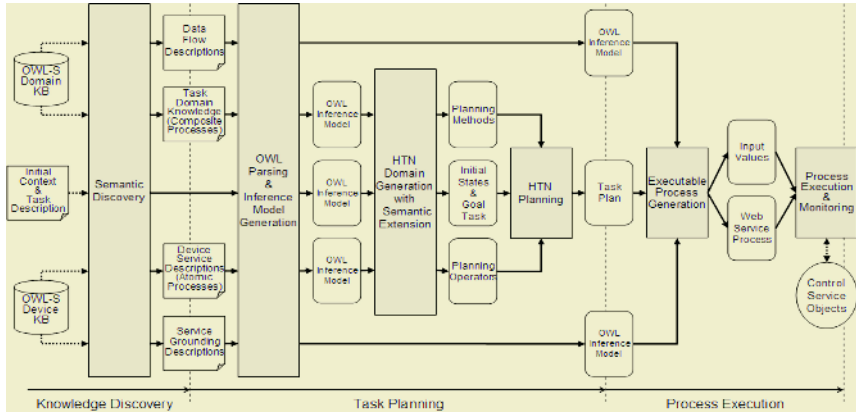 Data
Flow
Descriptions
OWL
Inference
Model
OWL-S
Domain
KB
Task
Domain
Knowledge
(Composite
Processes)
OWL
Inference
Model
Planning
Methods
Input
Values
Initial
Context
&
Task
Description
Semantic
Discovery
OWL
Parsing
&
Inference
Model
Generation
OWL
Inference
Model
HTN
Domain
Generation
with
Semantic
Extension
Initial
States
&
Goal
Task
HTN
Planning
Task
Plan
Executable
Process
Generation
Process
Execution
&
Monitoring
Web
Service
Process
Device
Service
Descriptions
(Atomic
Processes)
OWL
Inference
Model
Planning
Operators
OWL-S
Device
KB
Control
Service
Objects
Service
Grounding
Descriptions
OWL
Inference
Model
Knowledge Discovery
Task Planning
Process Execution